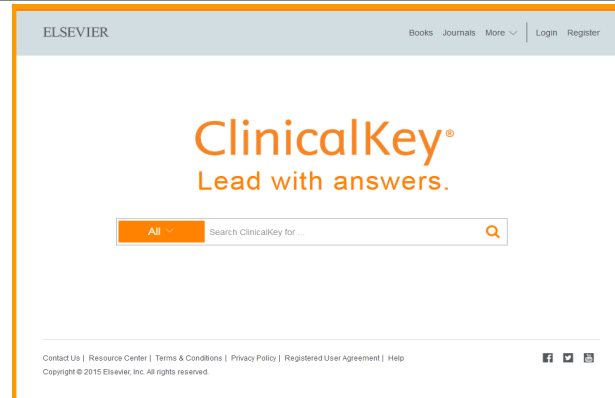 ELSEVIER
Books Journals More Login Register
ClinicalKey®
Lead with answers.
All
Search ClinicalKey for ...
Contact Us | Resource Center | Terms & Conditions | Privacy Policy | Registered User Agreement | Help
Copyright © 2015 Elsevier, Inc. All rights reserved.